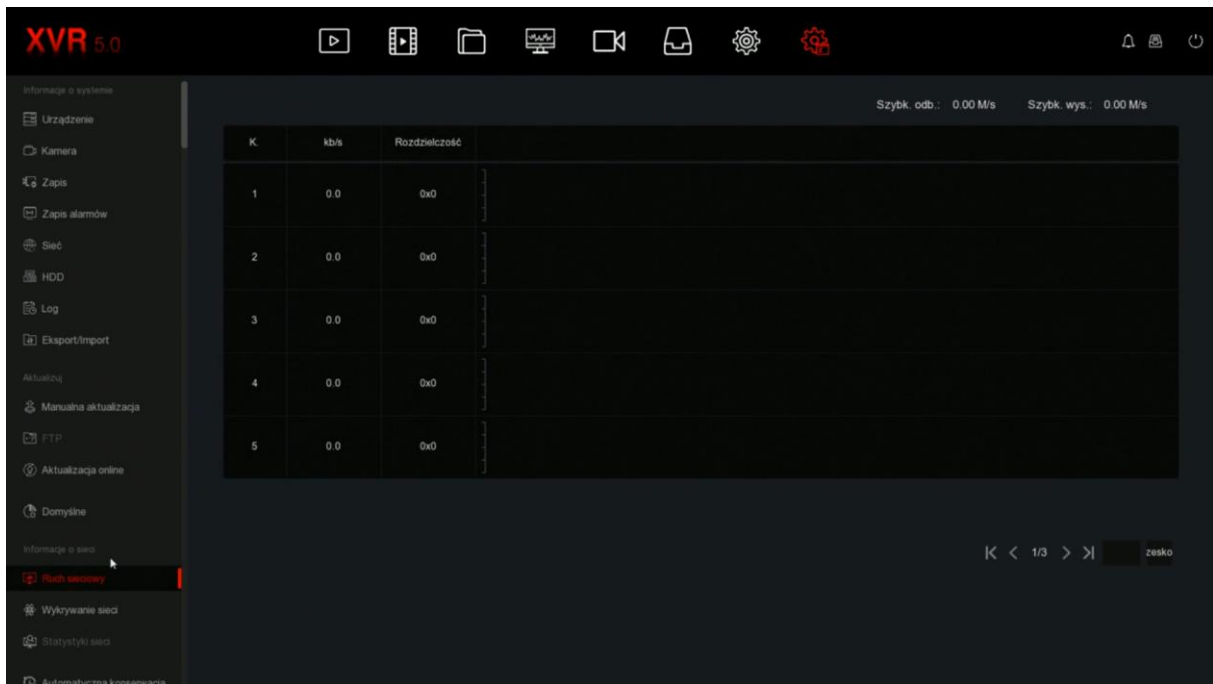 XVR 5.0
Informacje o systemie
Urządzenie
Kamera
Zapis
Zapis alarmów
Sieć
HDD
Log
Eksport/Import
Aktualizuj
Manualna aktualizacja
FTP
Aktualizacja online
Domyślne
Informacje o sieci
Ruch sieciowy
Wykrywanie sieci
Statystyki sieci
Automatyczna konserwacja
Szybk. odb.: 0.00 M/s Szybk. wys.: 0.00 M/s
K. kb/s Rozdzielczość
1 0.0 0x0
2 0.0 0x0
3 0.0 0x0
4 0.0 0x0
5 0.0 0x0
1/3 zesko